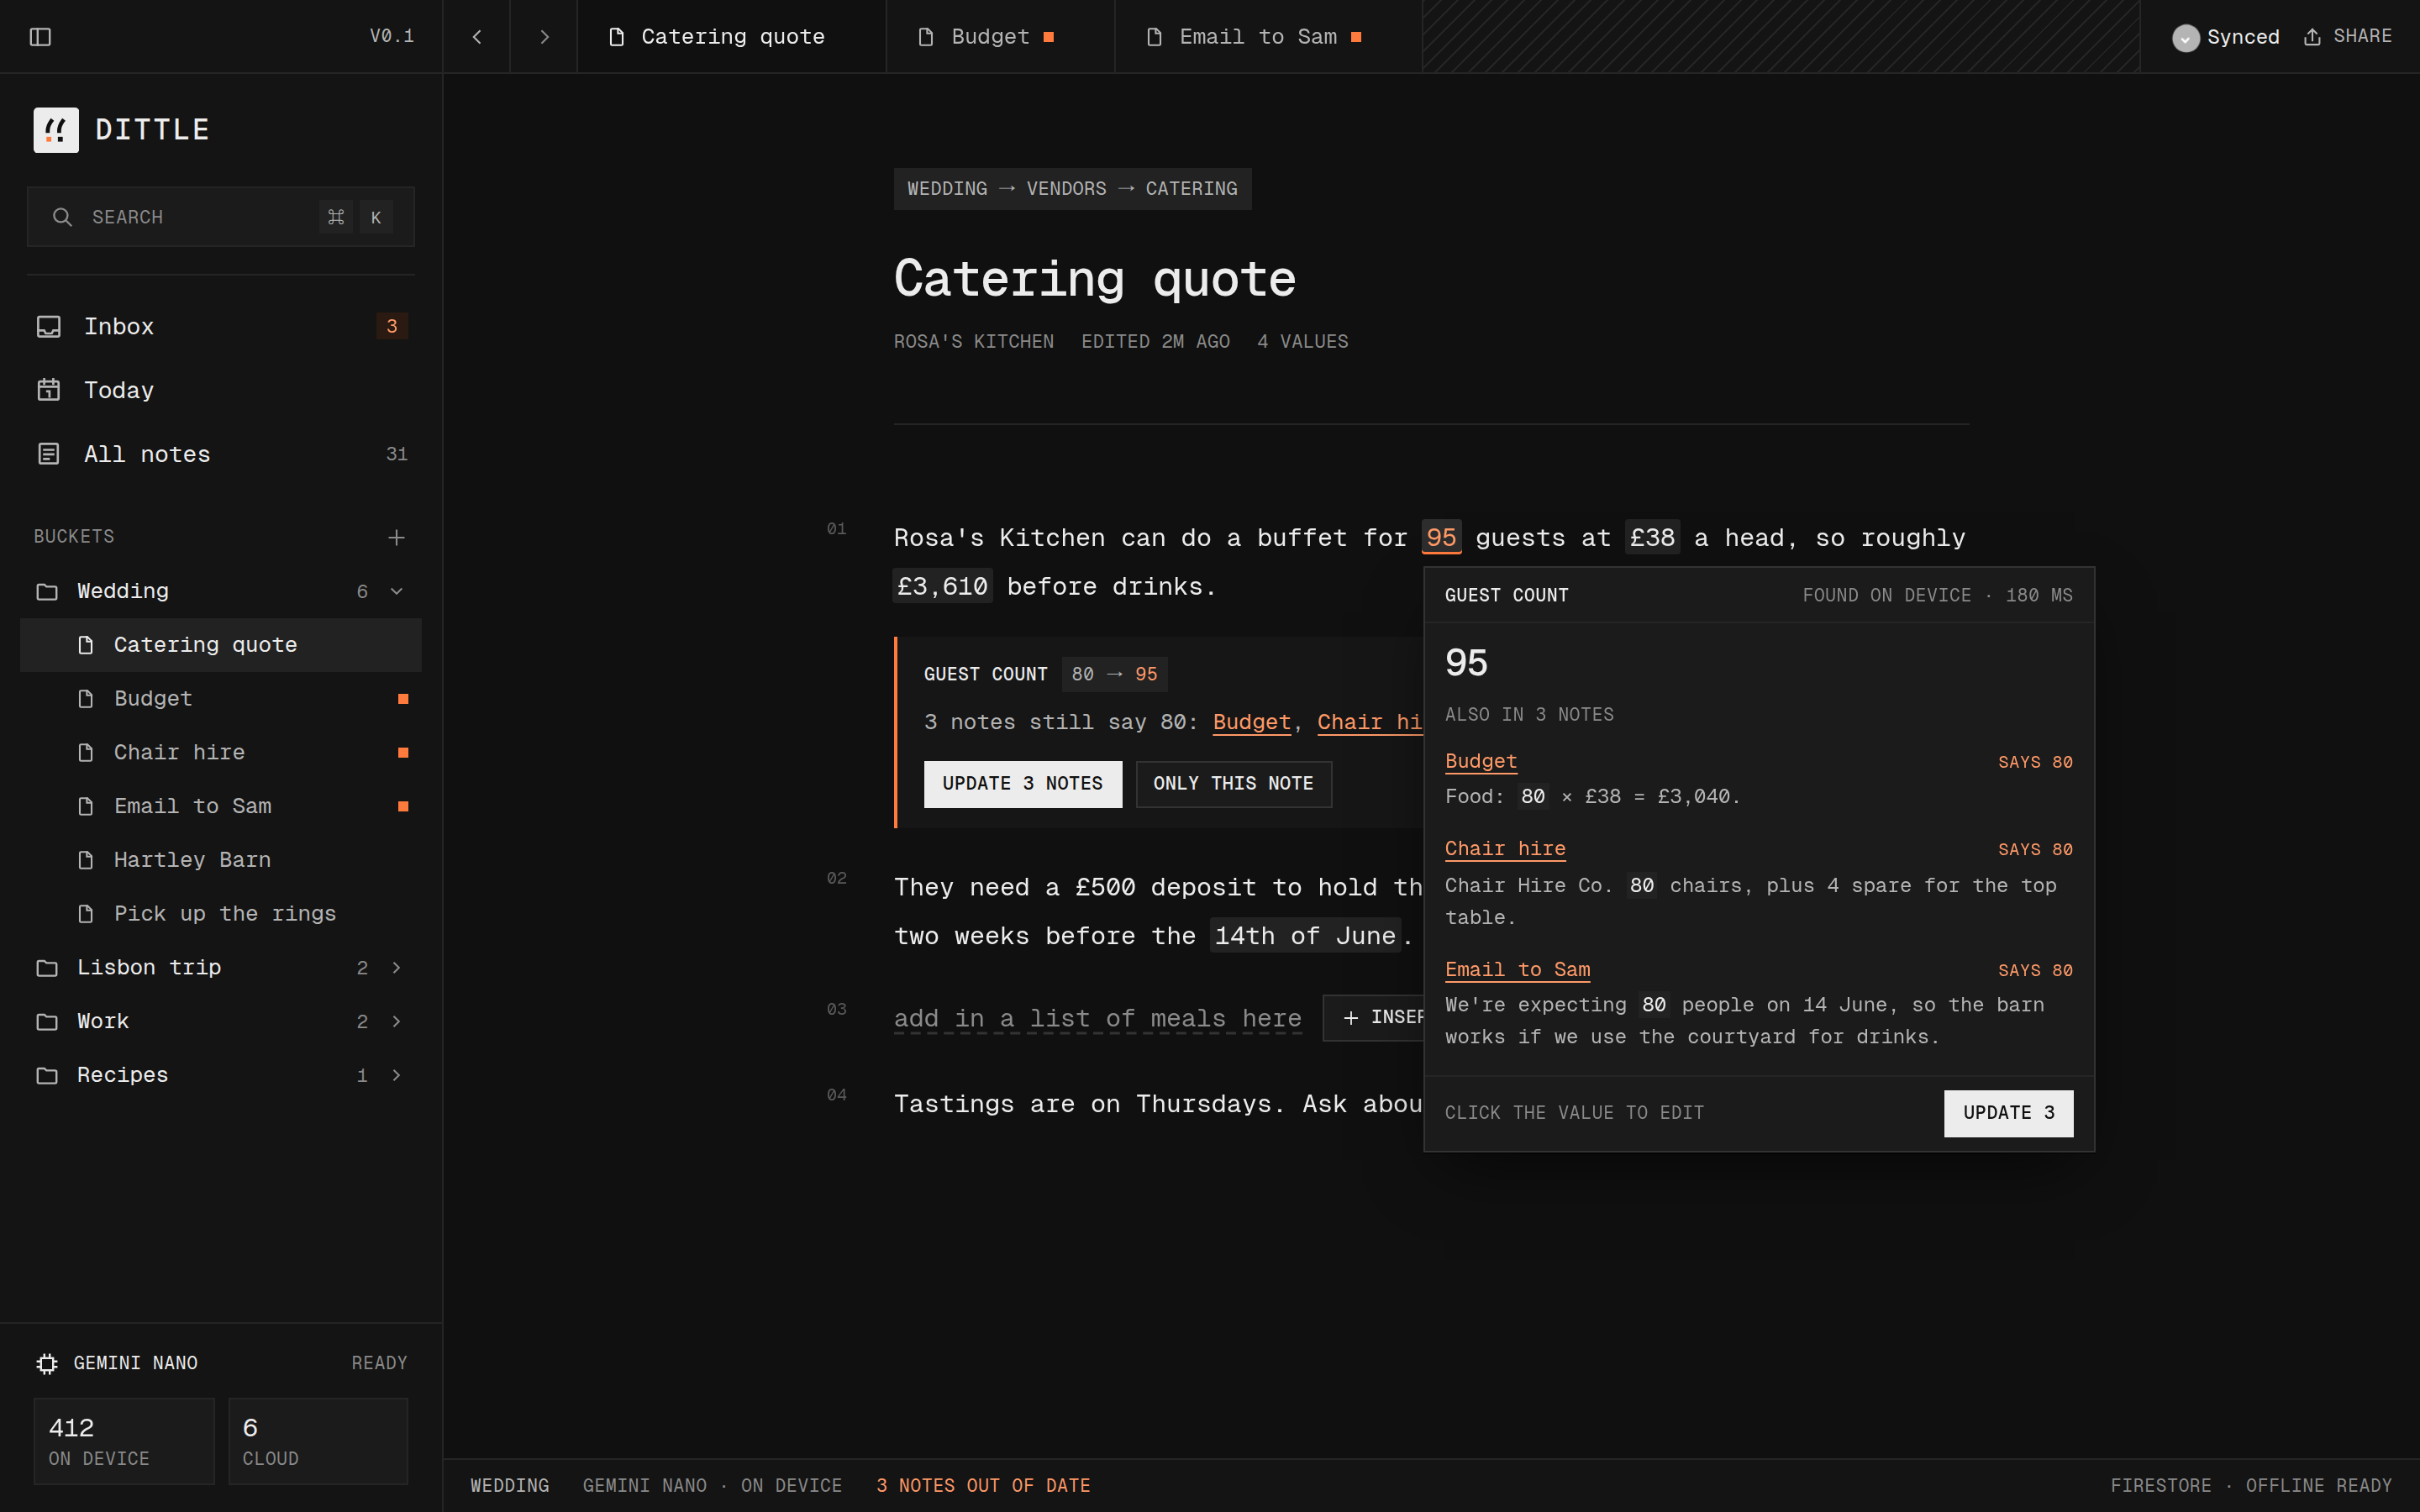 V0.1
Catering quote
Budget
Email to Sam
Synced
SHARE
DITTLE
SEARCH ⌘ K
Inbox 3
Today
All notes 31
BUCKETS
Wedding 6
Catering quote
Budget
Chair hire
Email to Sam
Hartley Barn
Pick up the rings
Lisbon trip 2
Work 2
Recipes 1
GEMINI NANO READY
412
ON DEVICE
6
CLOUD
WEDDING → VENDORS → CATERING
Catering quote
ROSA'S KITCHEN EDITED 2M AGO 4 VALUES
01
Rosa's Kitchen can do a buffet for 95 guests at £38 a head, so roughly
£3,610 before drinks.
GUEST COUNT 80 → 95
3 notes still say 80: Budget, Chair hi
UPDATE 3 NOTES
ONLY THIS NOTE
02
They need a £500 deposit to hold th
two weeks before the 14th of June.
03
add in a list of meals here
+ INSER
04
Tastings are on Thursdays. Ask abou
GUEST COUNT
FOUND ON DEVICE · 180 MS
95
ALSO IN 3 NOTES
Budget SAYS 80
Food: 80 × £38 = £3,040.
Chair hire SAYS 80
Chair Hire Co. 80 chairs, plus 4 spare for the top
table.
Email to Sam SAYS 80
We're expecting 80 people on 14 June, so the barn
works if we use the courtyard for drinks.
CLICK THE VALUE TO EDIT
UPDATE 3
WEDDING
GEMINI NANO · ON DEVICE
3 NOTES OUT OF DATE
FIRESTORE · OFFLINE READY